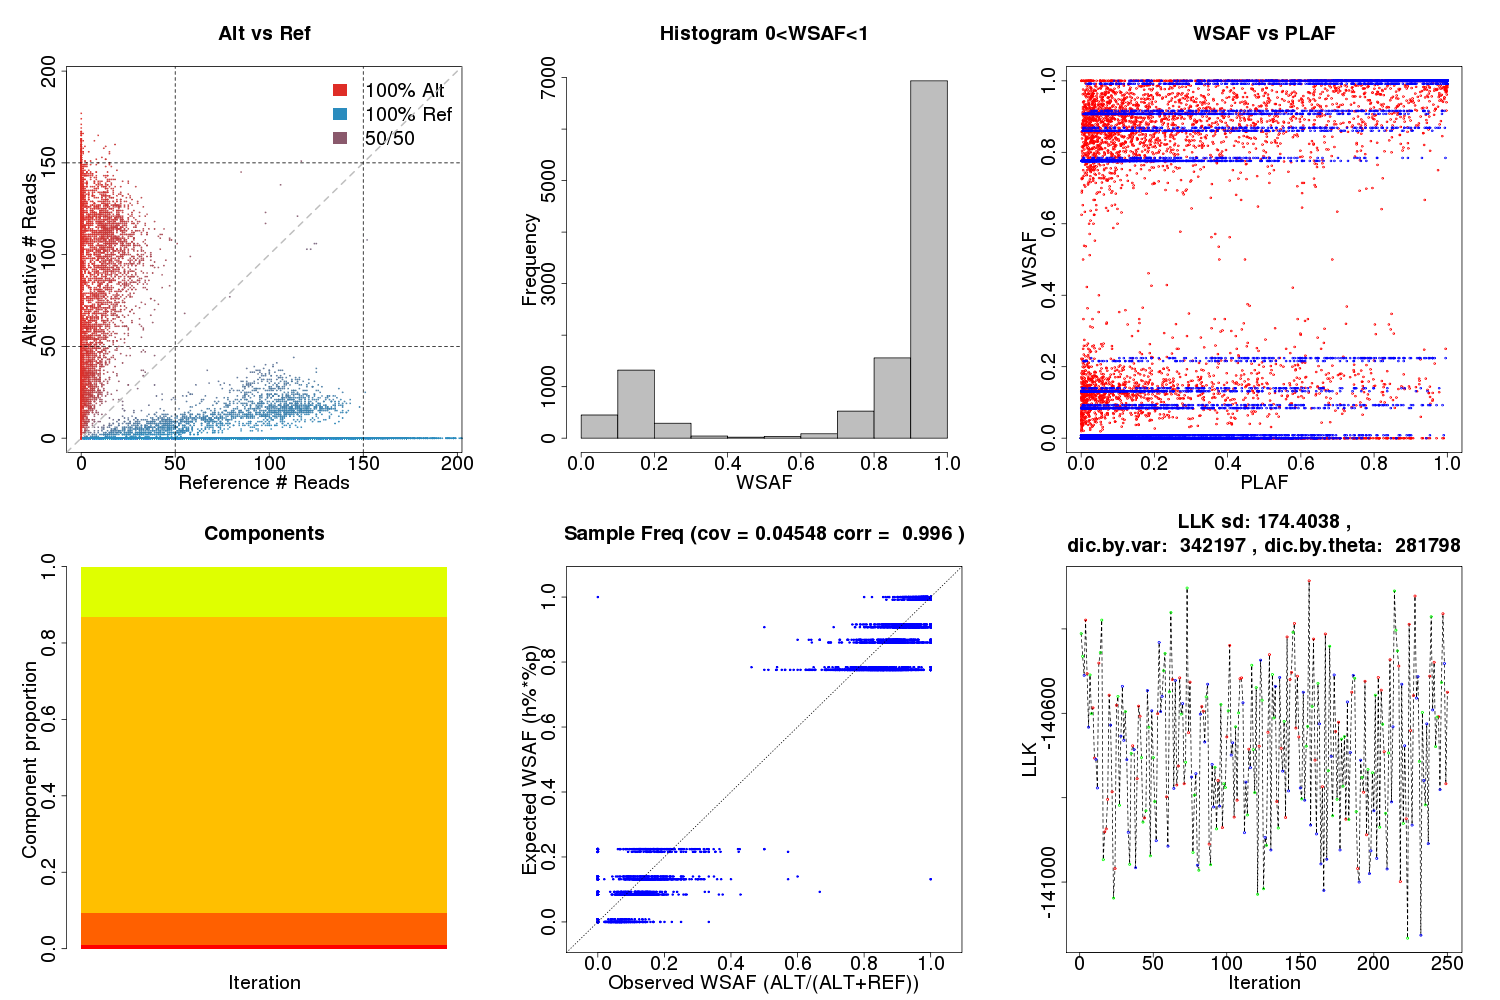 Alt vs Ref
Alternative # Reads
200
150
100
50
0
100% Alt
100% Ref
50/50
0 50 100 150 200
Reference # Reads
Histogram 0<WSAF<1
Frequency
7000
5000
3000
1000
0
0.0 0.2 0.4 0.6 0.8 1.0
WSAF
WSAF vs PLAF
WSAF
1.0
0.8
0.6
0.4
0.2
0.0
0.0 0.2 0.4 0.6 0.8 1.0
PLAF
Components
Component proportion
1.0
0.8
0.6
0.4
0.2
0.0
Iteration
Sample Freq (cov = 0.04548 corr = 0.996 )
Expected WSAF (h%*%p)
1.0
0.8
0.6
0.4
0.2
0.0
0.0 0.2 0.4 0.6 0.8 1.0
Observed WSAF (ALT/(ALT+REF))
LLK sd: 174.4038 ,
dic.by.var: 342197 , dic.by.theta: 281798
LLK
-140600
-141000
0 50 100 150 200 250
Iteration